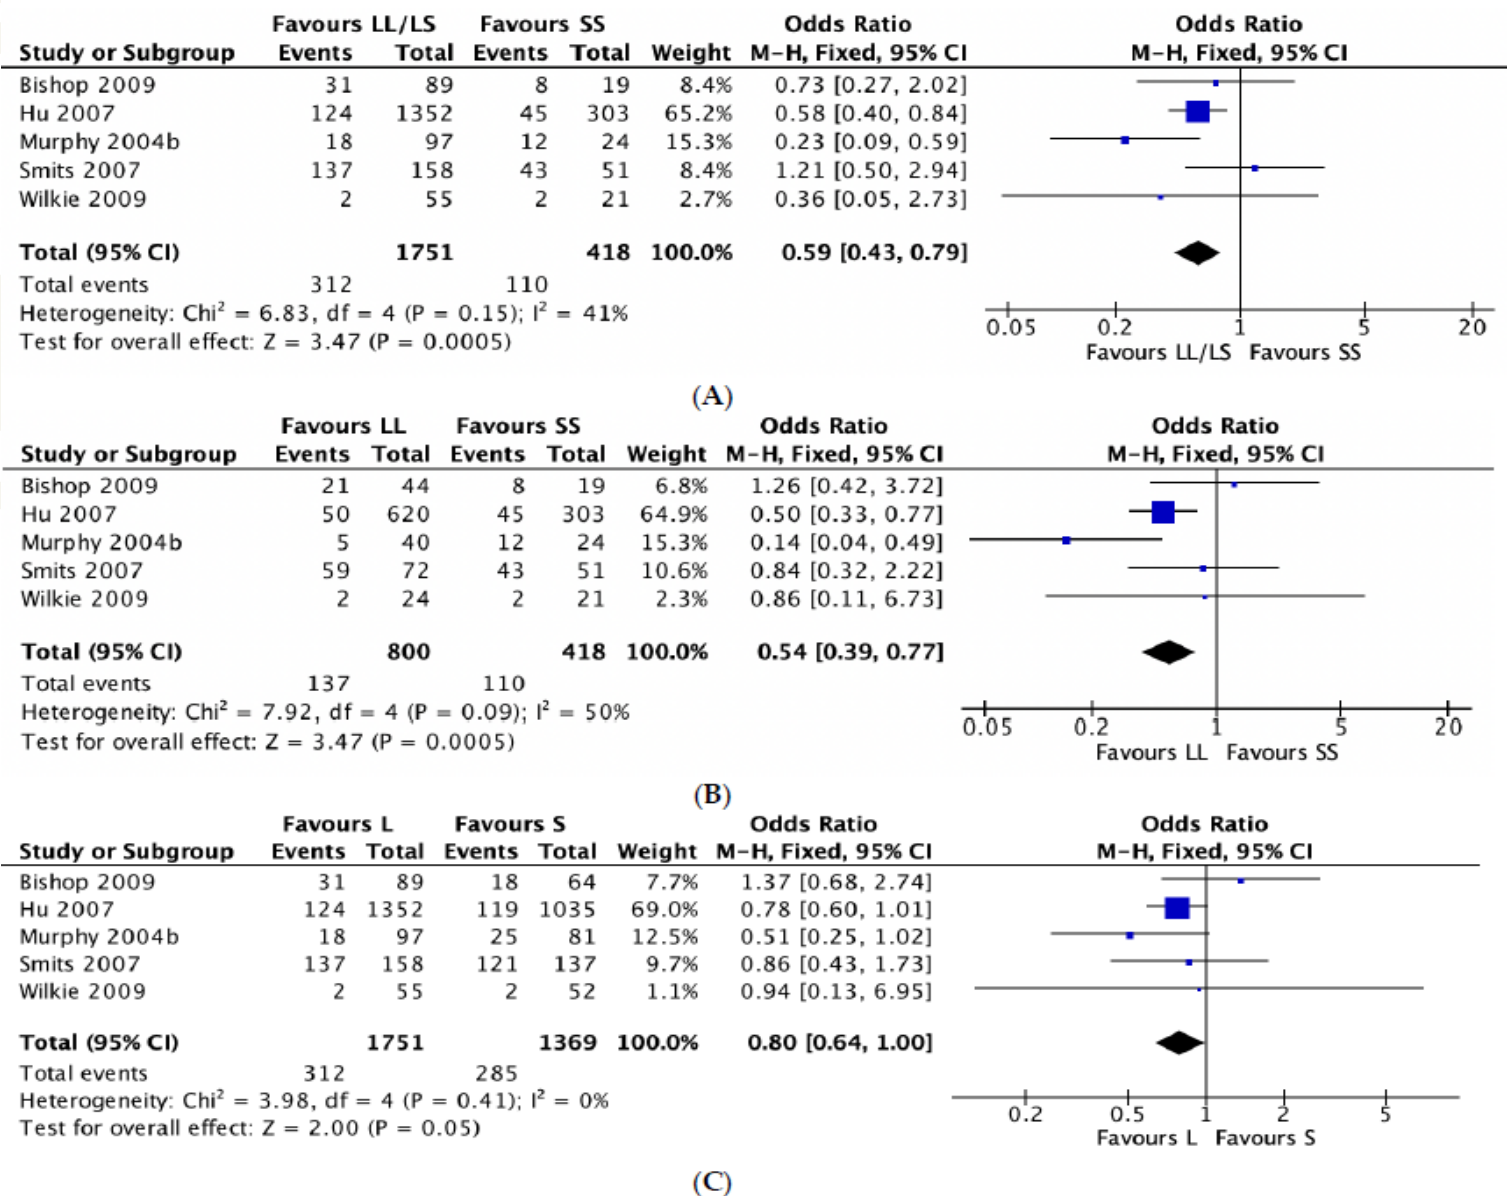 Favours LL/LS Favours SS Odds Ratio Odds Ratio
Study or Subgroup Events Total Events Total Weight M-H, Fixed, 95% CI M-H, Fixed, 95% CI
Bishop 2009 31 89 8 19 8.4% 0.73 [0.27, 2.02]
Hu 2007 124 1352 45 303 65.2% 0.58 [0.40, 0.84]
Murphy 2004b 18 97 12 24 15.3% 0.23 [0.09, 0.59]
Smits 2007 137 158 43 51 8.4% 1.21 [0.50, 2.94]
Wilkie 2009 2 55 2 21 2.7% 0.36 [0.05, 2.73]
Total (95% CI) 1751 418 100.0% 0.59 [0.43, 0.79]
Total events 312 110
Heterogeneity: Chi² = 6.83, df = 4 (P = 0.15); I² = 41%
Test for overall effect: Z = 3.47 (P = 0.0005)
0.05 0.2 1 5 20
Favours LL/LS Favours SS
(A)
Favours LL Favours SS Odds Ratio Odds Ratio
Study or Subgroup Events Total Events Total Weight M-H, Fixed, 95% CI M-H, Fixed, 95% CI
Bishop 2009 21 44 8 19 6.8% 1.26 [0.42, 3.72]
Hu 2007 50 620 45 303 64.9% 0.50 [0.33, 0.77]
Murphy 2004b 5 40 12 24 15.3% 0.14 [0.04, 0.49]
Smits 2007 59 72 43 51 10.6% 0.84 [0.32, 2.22]
Wilkie 2009 2 24 2 21 2.3% 0.86 [0.11, 6.73]
Total (95% CI) 800 418 100.0% 0.54 [0.39, 0.77]
Total events 137 110
Heterogeneity: Chi² = 7.92, df = 4 (P = 0.09); I² = 50%
Test for overall effect: Z = 3.47 (P = 0.0005)
0.05 0.2 1 5 20
Favours LL Favours SS
(B)
Favours L Favours S Odds Ratio Odds Ratio
Study or Subgroup Events Total Events Total Weight M-H, Fixed, 95% CI M-H, Fixed, 95% CI
Bishop 2009 31 89 18 64 7.7% 1.37 [0.68, 2.74]
Hu 2007 124 1352 119 1035 69.0% 0.78 [0.60, 1.01]
Murphy 2004b 18 97 25 81 12.5% 0.51 [0.25, 1.02]
Smits 2007 137 158 121 137 9.7% 0.86 [0.43, 1.73]
Wilkie 2009 2 55 2 52 1.1% 0.94 [0.13, 6.95]
Total (95% CI) 1751 1369 100.0% 0.80 [0.64, 1.00]
Total events 312 285
Heterogeneity: Chi² = 3.98, df = 4 (P = 0.41); I² = 0%
Test for overall effect: Z = 2.00 (P = 0.05)
0.2 0.5 1 2 5
Favours L Favours S
(C)